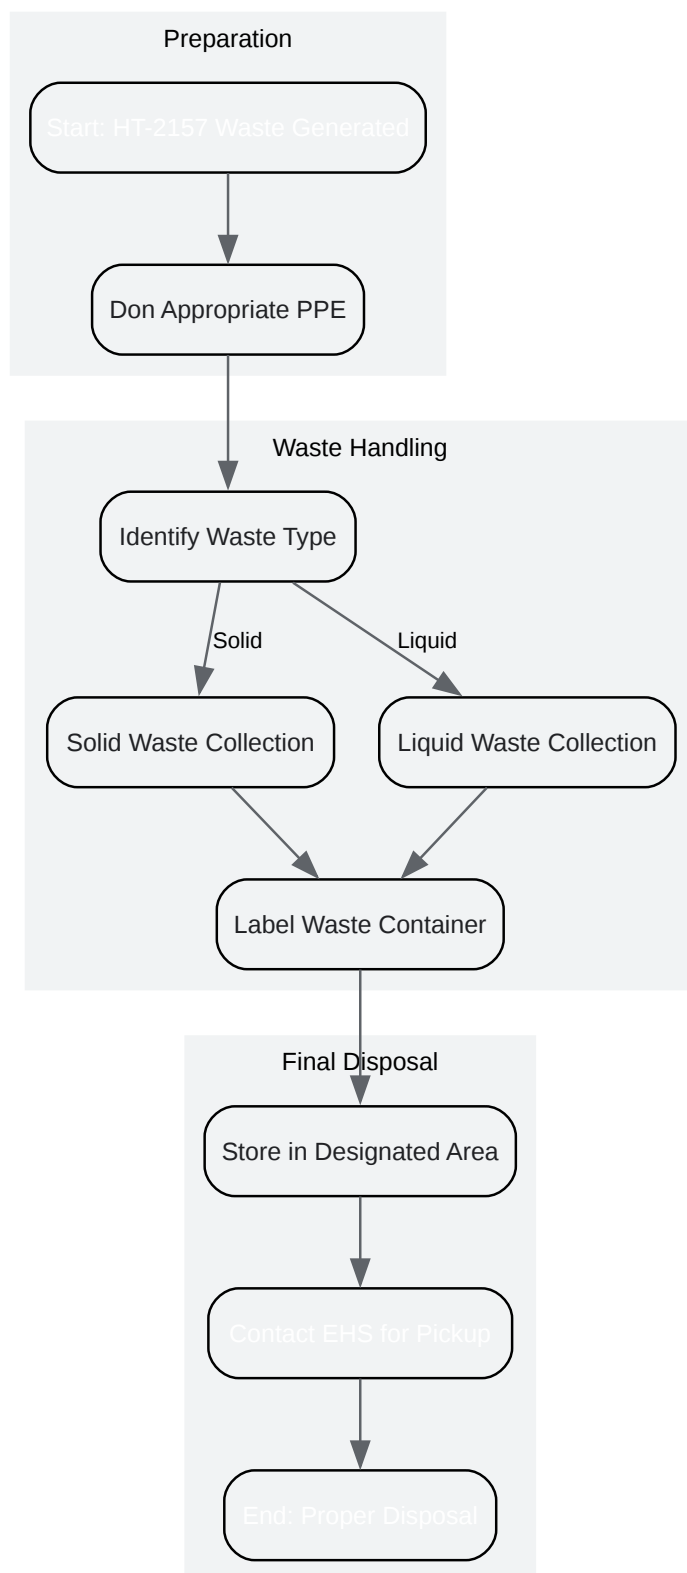 Preparation
Start: HT-2157 Waste Generated
Don Appropriate PPE
Waste Handling
Identify Waste Type
Solid
Liquid
Solid Waste Collection
Liquid Waste Collection
Label Waste Container
Final Disposal
Store in Designated Area
Contact EHS for Pickup
End: Proper Disposal